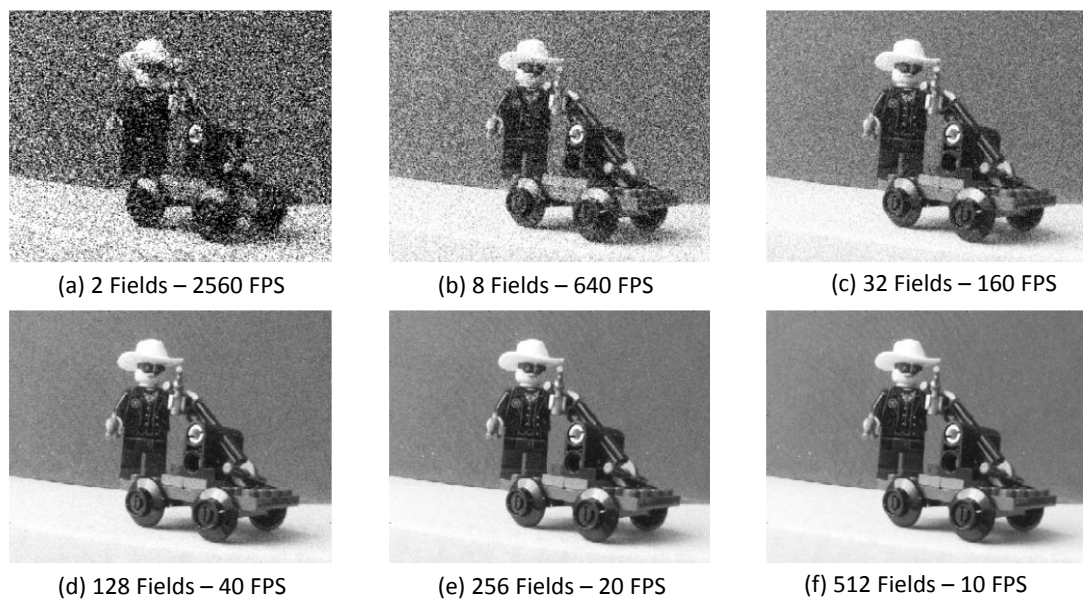 (a) 2 Fields – 2560 FPS
(b) 8 Fields – 640 FPS
(c) 32 Fields – 160 FPS
(d) 128 Fields – 40 FPS
(e) 256 Fields – 20 FPS
(f) 512 Fields – 10 FPS